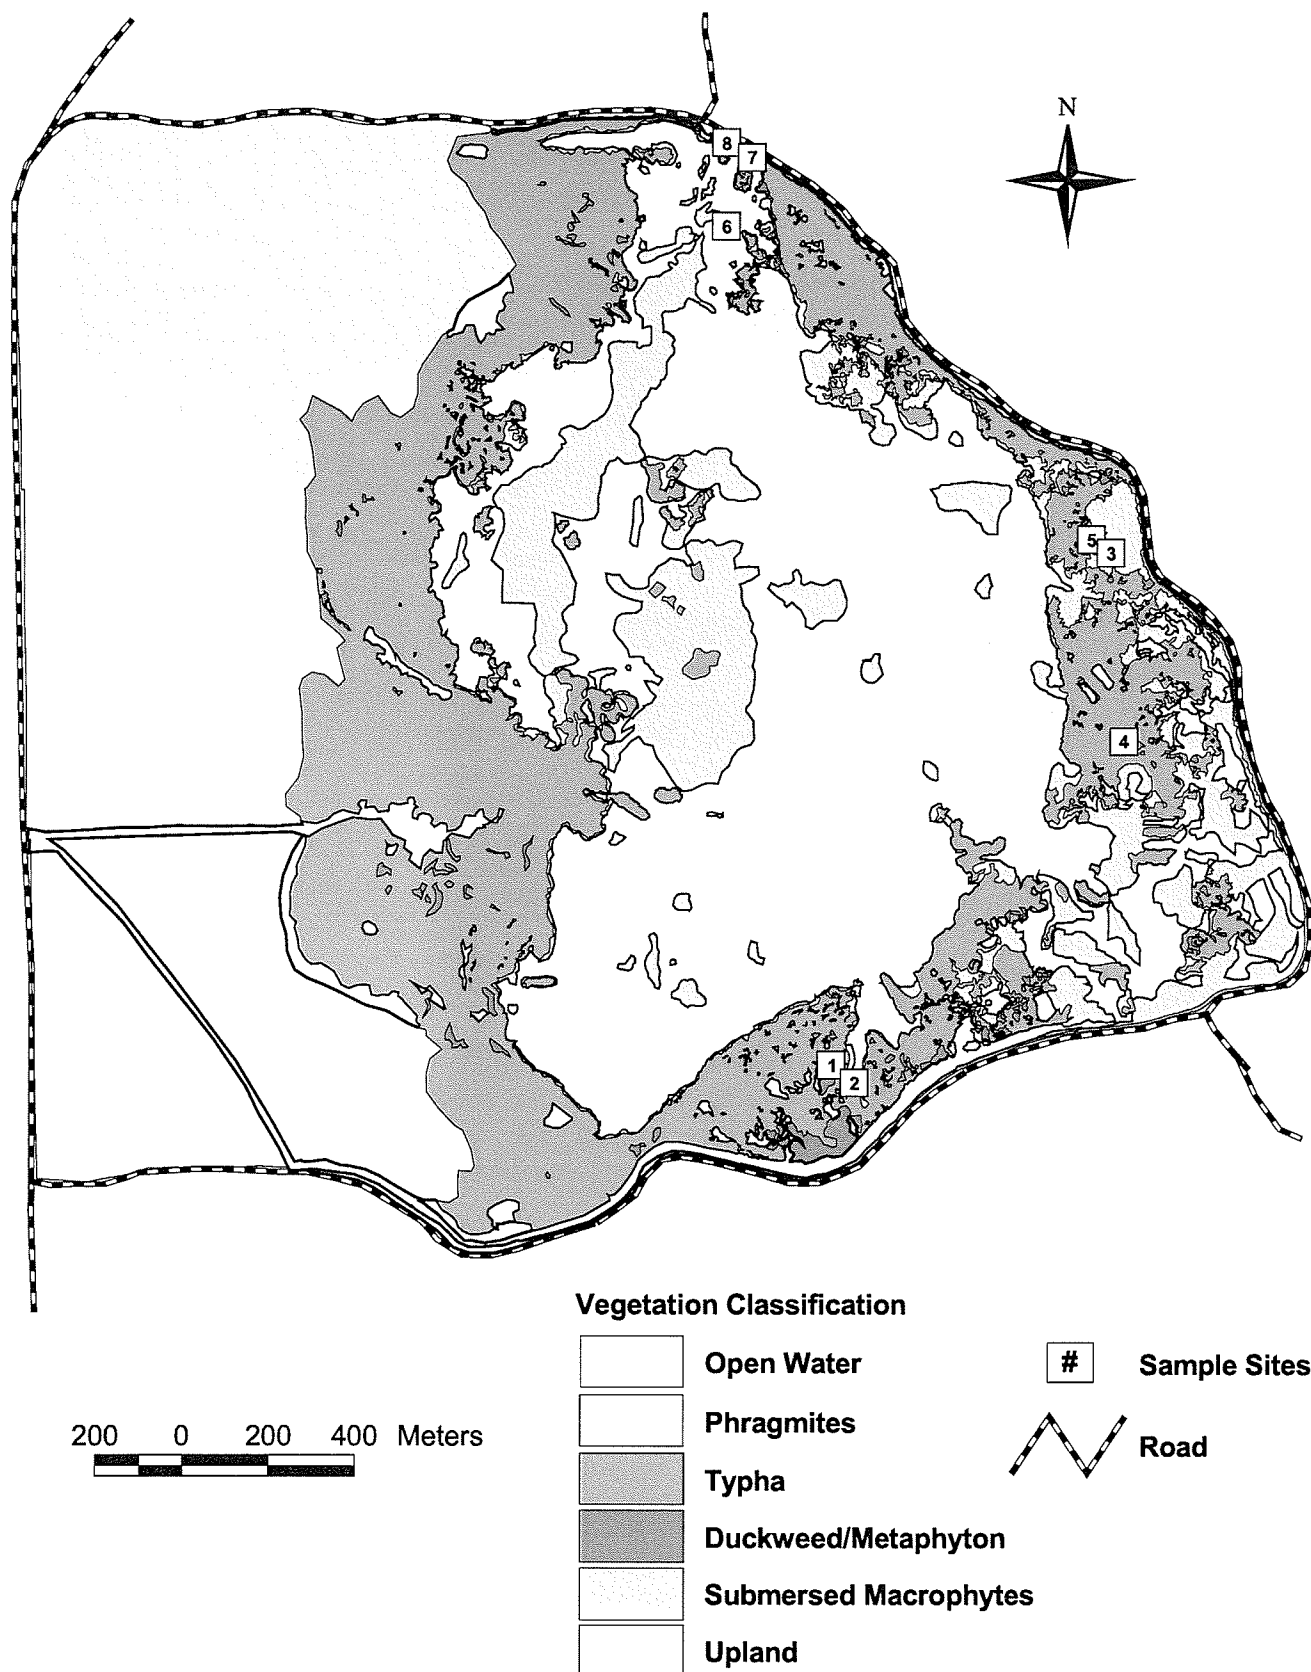 N
8
7
6
5
3
4
1
2
Vegetation Classification
Open Water
# Sample Sites
Phragmites
200 0 200 400 Meters
Road
Typha
Duckweed/Metaphyton
Submersed Macrophytes
Upland